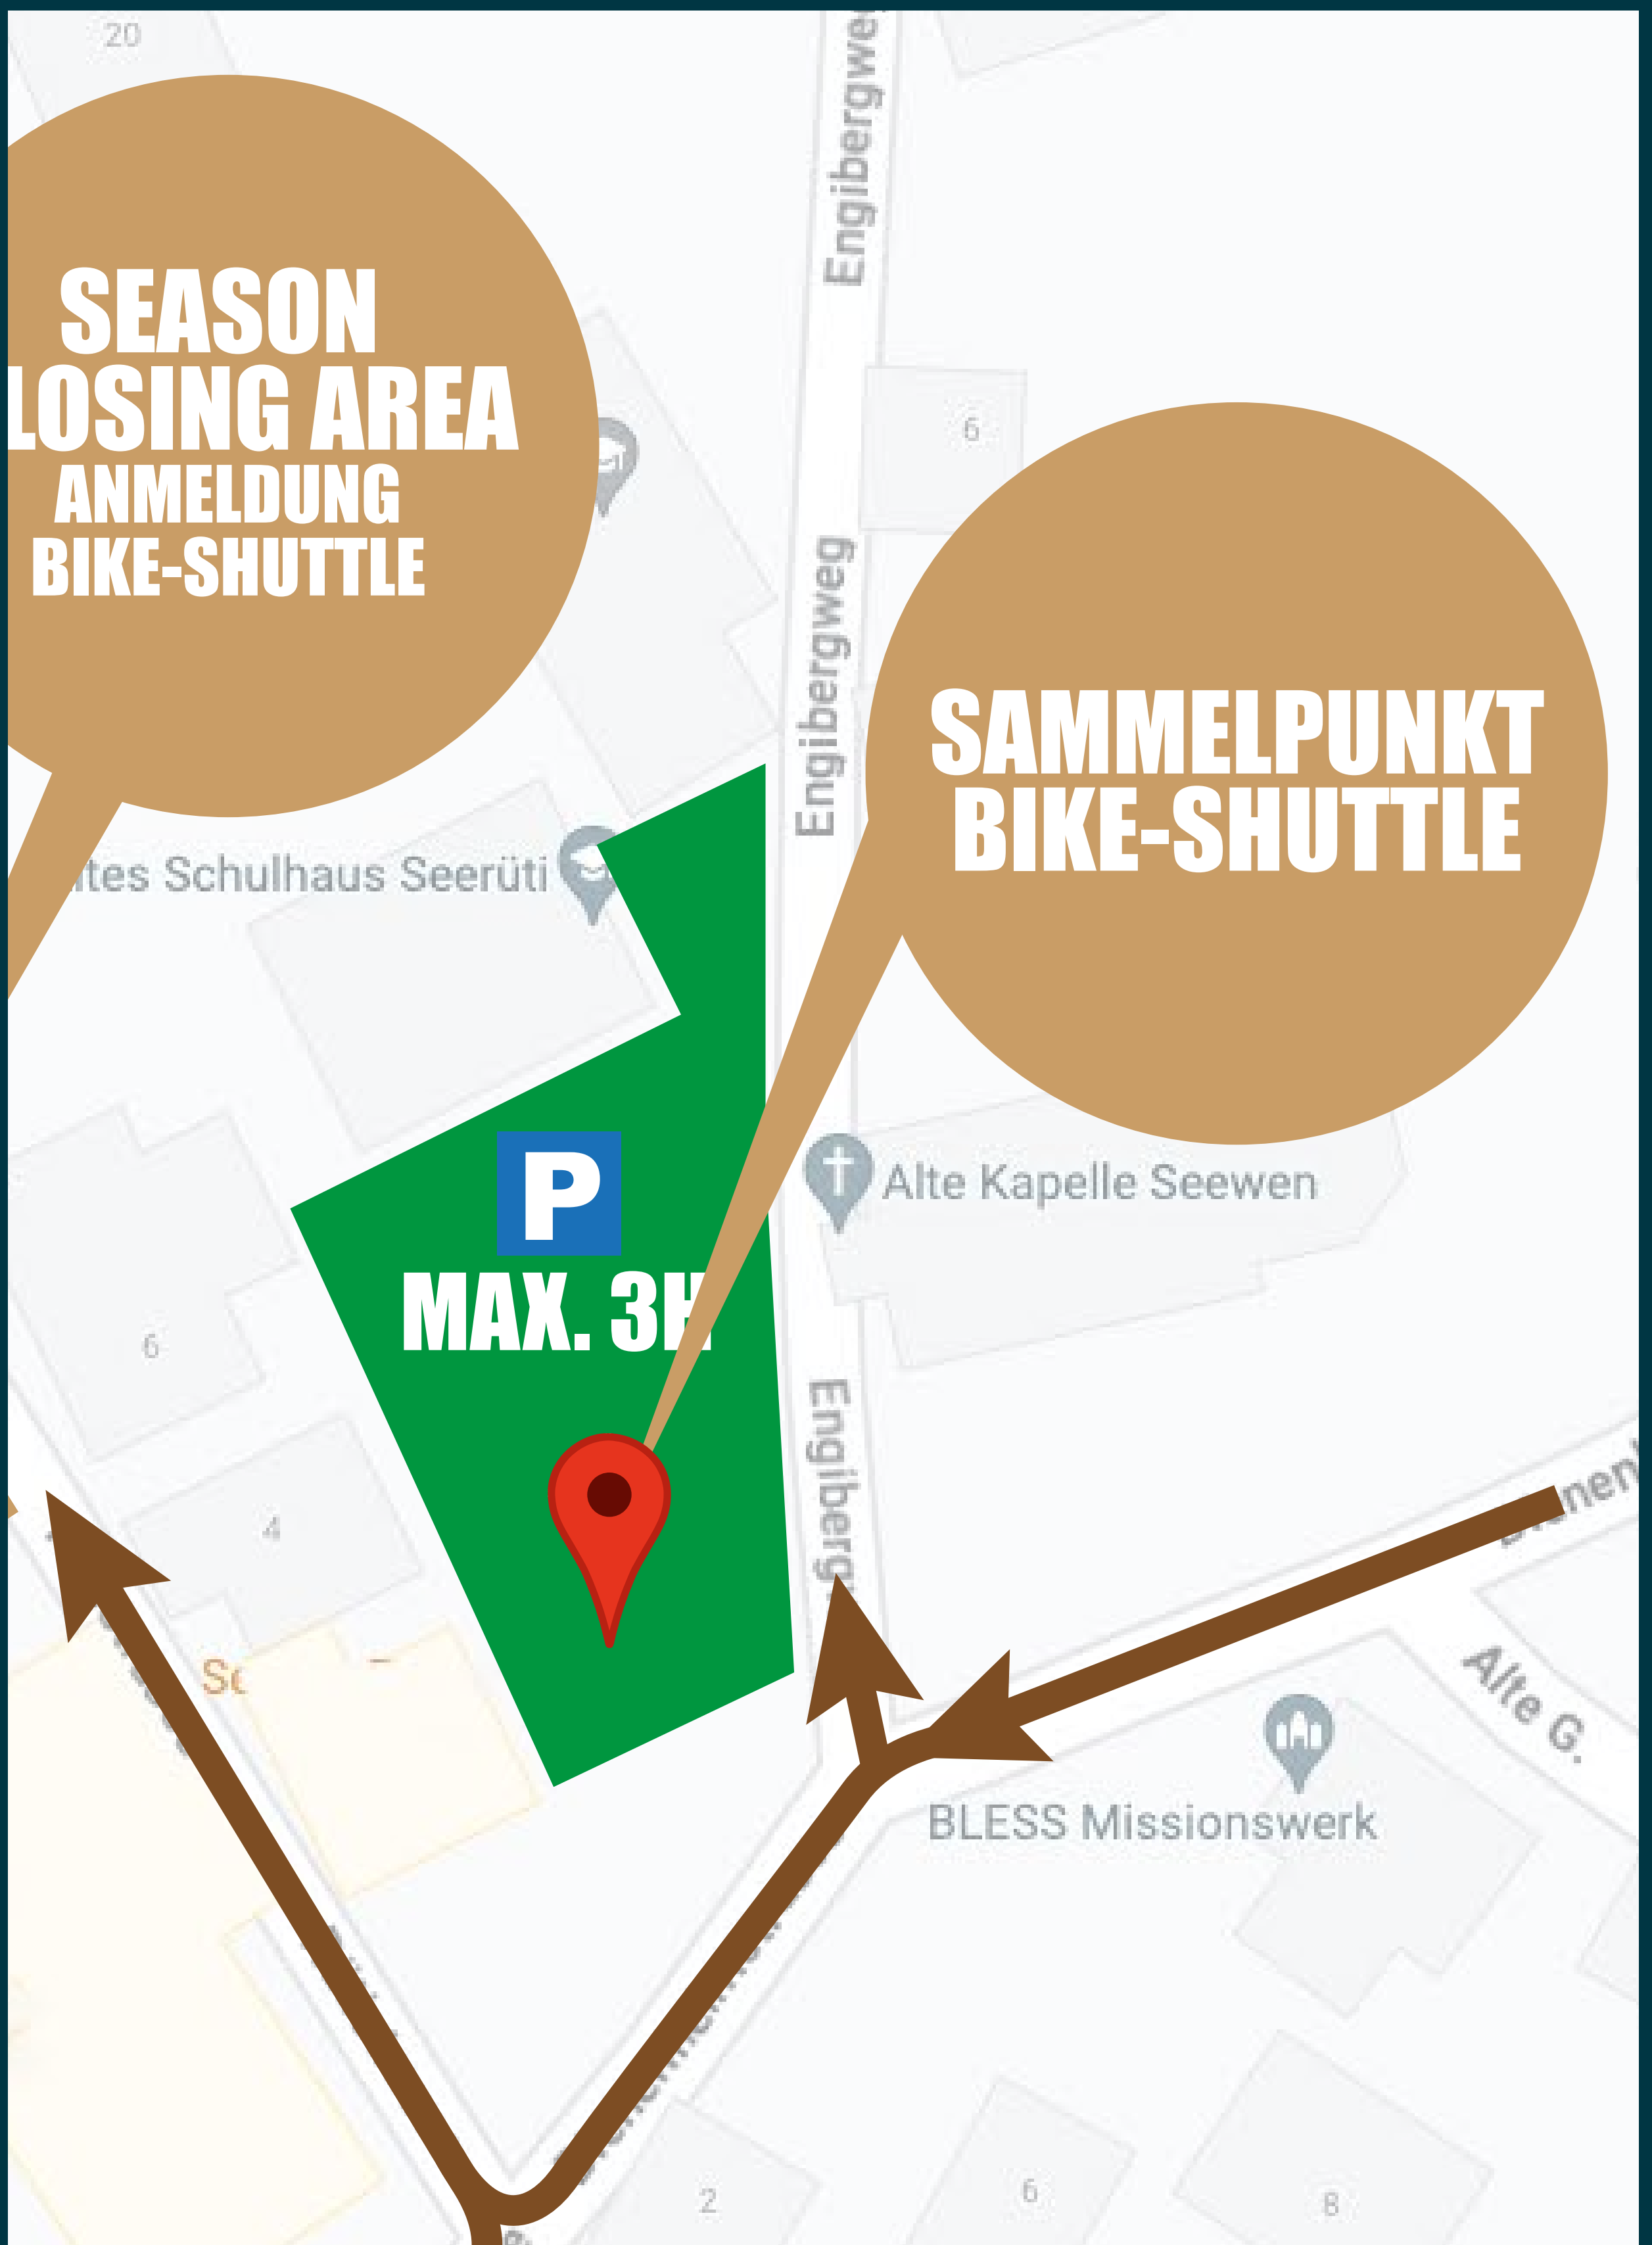 20
Engibergweg
SEASON
LOSING AREA
ANMELDUNG
BIKE-SHUTTLE
6
Engibergweg
SAMMELPUNKT
BIKE-SHUTTLE
ltes Schulhaus Seerüti
P
MAX. 3H
Alte Kapelle Seewen
6
Engiberg
4
Alte G.
BLESS Missionswerk
2
6
8